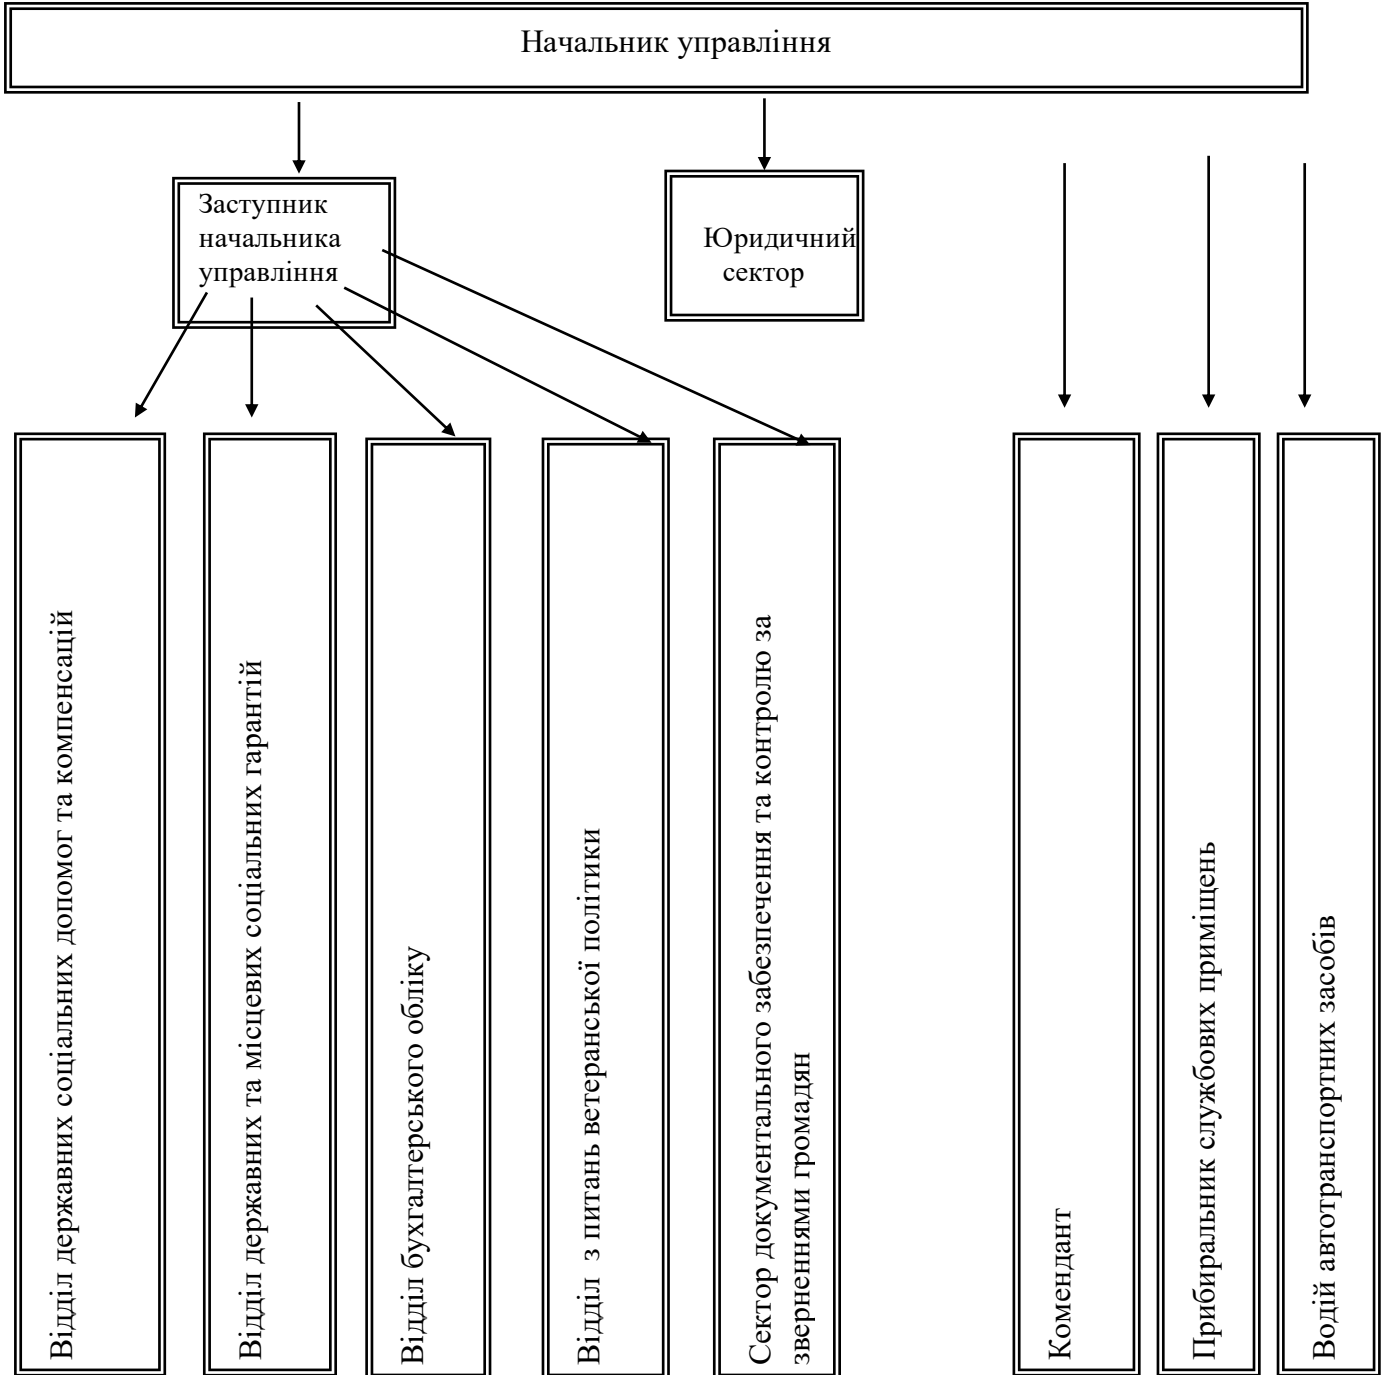 Начальник управління
Заступник
начальника
управління
Юридичний
сектор
Відділ державних соціальних допомог та компенсацій
Відділ державних та місцевих соціальних гарантій
Відділ бухгалтерського обліку
Відділ з питань ветеранської політики
Сектор документального забезпечення та контролю за
зверненнями громадян
Комендант
Прибиральник службових приміщень
Водій автотранспортних засобів